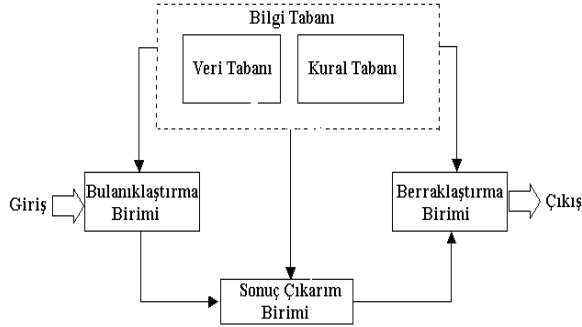 Bilgi Tabanı
Veri Tabanı
Kural Tabanı
Giriş
Bulanıklaştırma
Birimi
Berraklaştırma
Birimi
Çıkış
Sonuç Çıkarım
Birimi